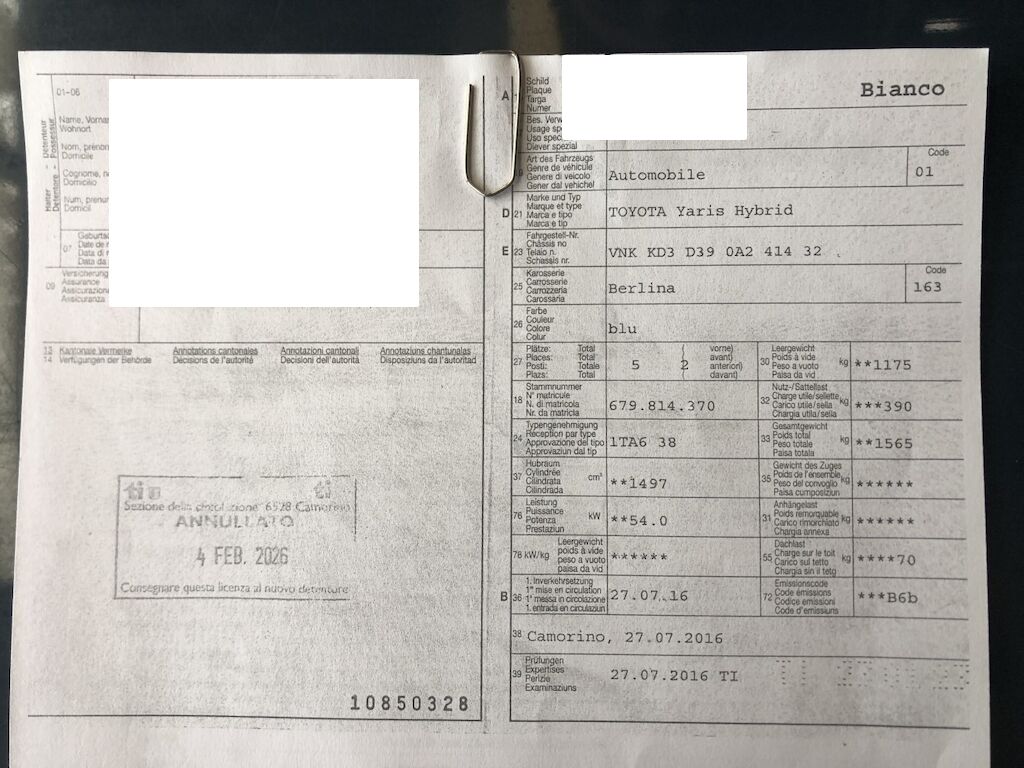 01-06
Detenteur - Possessur
Halter - Detentore
Name, Vornam
Wohnort
Nom, prénom
Domicile
Cognome, n
Domicilio
Num, prenum
Domicil
07
Geburtsd
Date de n
Data di n
Data da
09
Versicherung
Assurance
Assicurazione
Assicuranza
13 Kantonale Vermerke Annotations cantonales Annotazioni cantonali Annotaziuns chantunalas
14 Verfügungen der Behörde Décisions de l'autorité Decisioni dell'autorità Disposiziuns da l'autoritad
ti ti
Sezione della circolazione 6528 Camorino
ANNULLATO
4 FEB. 2026
Consegnare questa licenza al nuovo detentore
10850328
A
Schild
Plaque
Targa
Numer
Bianco
Bes. Verw
Usage sp
Uso spec
Diever spezial
Art des Fahrzeugs
Genre de véhicule
Genere di veicolo
Gener dal vehichel
Automobile
Code
01
D 21
Marke und Typ
Marque et type
Marca e tipo
Marca e tip
TOYOTA Yaris Hybrid
E 23
Fahrgestell-Nr.
Châssis no
Telaio n.
Schassis nr.
VNK KD3 D39 0A2 414 32
25
Karosserie
Carrosserie
Carrozzeria
Carossaria
Berlina
Code
163
26
Farbe
Couleur
Colore
Colur
blu
27
Plätze: Total ( vorne)
Places: Total ( avant)
Posti: Totale ( anteriori)
Plazs: Total ( davant)
5 2
30
Leergewicht
Poids à vide
Peso a vuoto
Paisa da vid
kg
**1175
18
Stammnummer
N° matricule
N. di matricola
Nr. da matricla
679.814.370
32
Nutz-/Sattellast
Charge utile/sellette
Carico utile/sella
Chargia utila/sella
kg
***390
24
Typengenehmigung
Réception par type
Approvazione del tipo
Approvaziun dal tip
1TA6 38
33
Gesamtgewicht
Poids total
Peso totale
Paisa totala
kg
**1565
37
Hubraum
Cylindrée
Cilindrata
Cilindrada
cm³
**1497
35
Gewicht des Zuges
Poids de l'ensemble
Peso del convoglio
Paisa cumposiziun
kg
******
76
Leistung
Puissance
Potenza
Prestaziun
kW
**54.0
31
Anhängelast
Poids remorquable
Carico rimorchiato
Chargia annexa
kg
******
78 kW/kg
Leergewicht
poids à vide
peso a vuoto
paisa da vid
******
55
Dachlast
Charge sur le toit
Carico sul tetto
Chargia sin il tetg
kg
****70
B 36
1. Inverkehrsetzung
1re mise en circulation
1a messa in circolazione
1. entrada en circulaziun
27.07.16
72
Emissionscode
Code émissions
Codice emissioni
Code d'emissiuns
***B6b
38 Camorino, 27.07.2016
39
Prüfungen
Expertises
Perizie
Examinaziuns
27.07.2016 TI